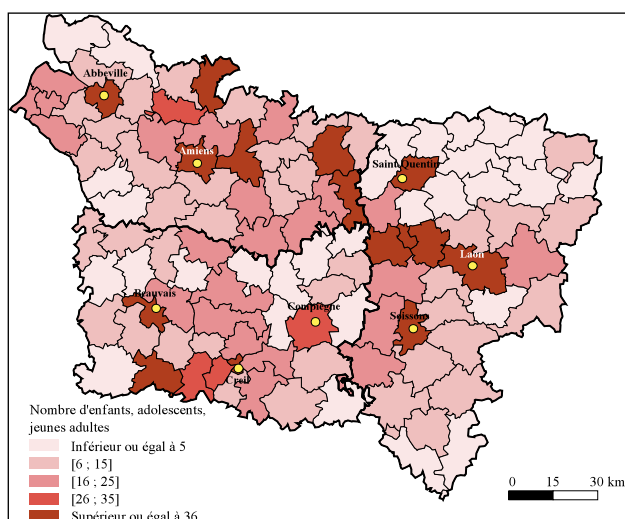 Abbeville
Amiens
Saint Quentin
Laon
Beauvais
Compiègne
Soissons
Creil
Nombre d'enfants, adolescents,
jeunes adultes
Inférieur ou égal à 5
[6 ; 15]
[16 ; 25]
[26 ; 35]
Supérieur ou égal à 36
0 15 30 km